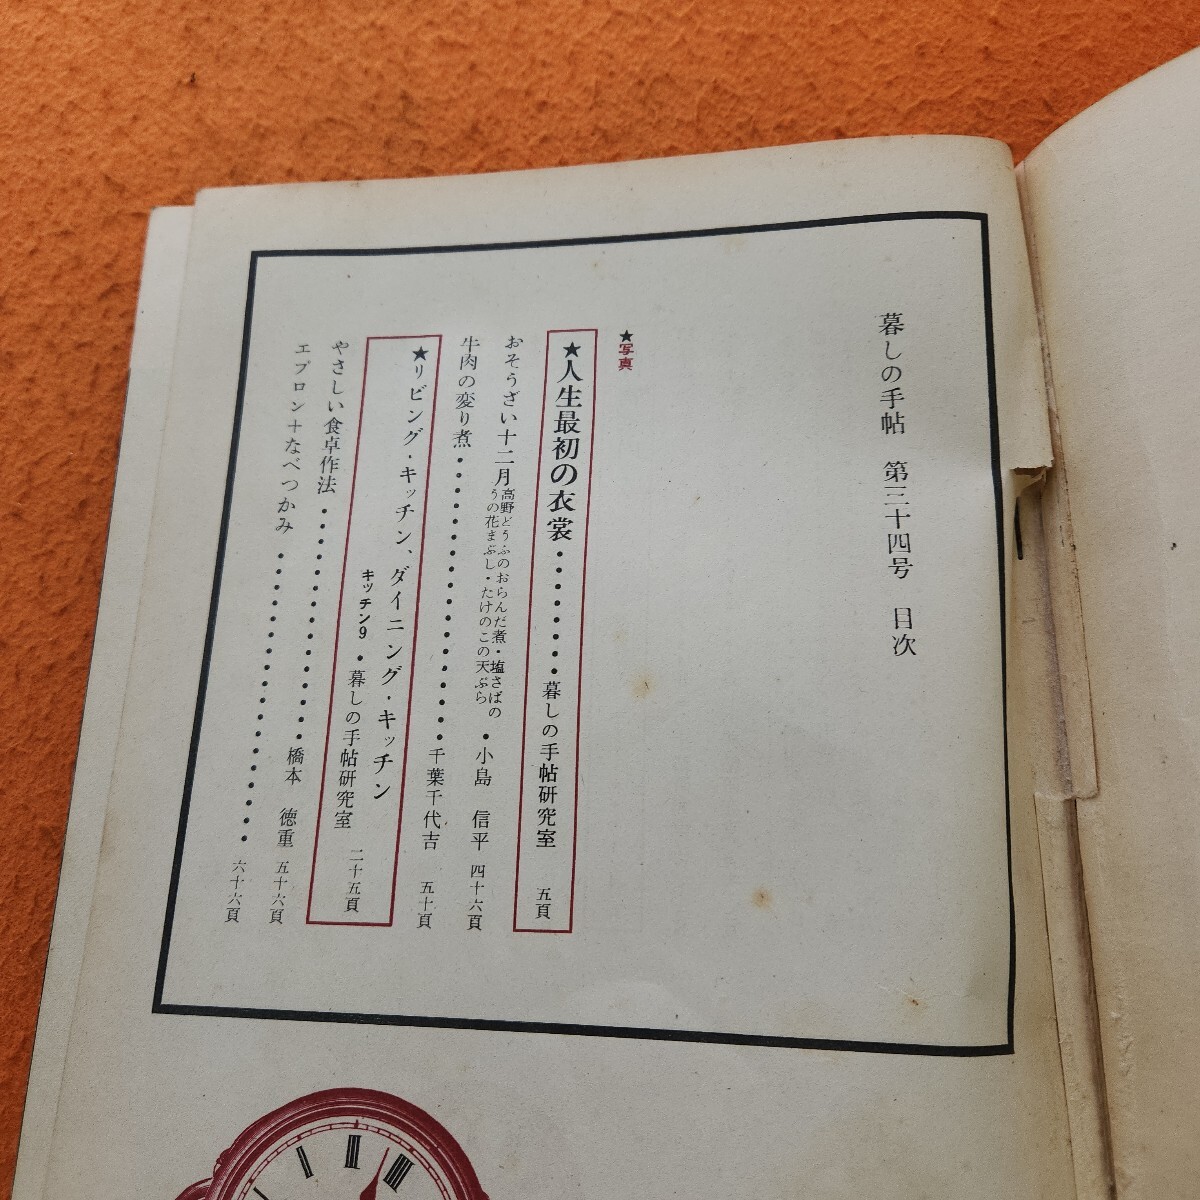 暮しの手帖　第三十四号　目次
★写真
★人生最初の衣裳・・・・・・・・暮しの手帖研究室　五頁
おそうざい十二月
高野どうふのおらんだ煮・塩さばの
うの花まぶし・たけのこの天ぷら
・小島　信平　四十六頁
牛肉の変り煮・・・・・・・・・・・・・・・千葉千代吉　五十頁
★リビング・キッチン、ダイニング・キッチン
キッチン9・暮しの手帖研究室　二十五頁
やさしい食卓作法・・・・・・・・・・・・橋本　徳重　五十六頁
エプロン＋なべつかみ・・・・・・・・・・・・・・・・六十六頁
I
II
III